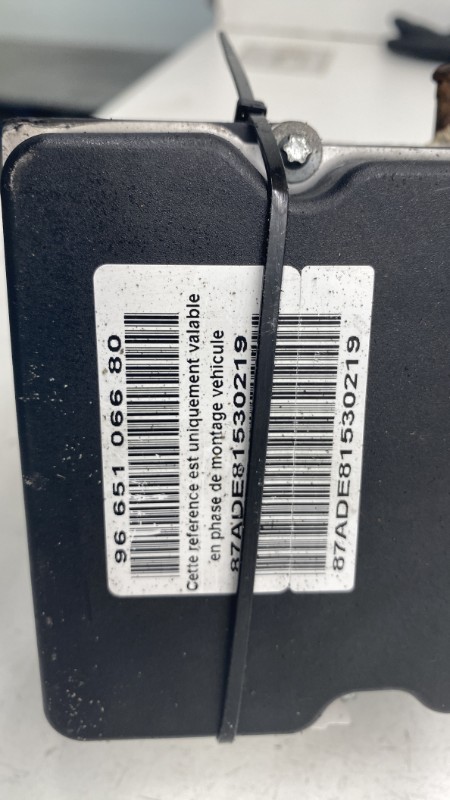 96 651 066 80
Cette reference est uniquement valable
en phase de montage vehicule
87ADE81530219
87ADE81530219